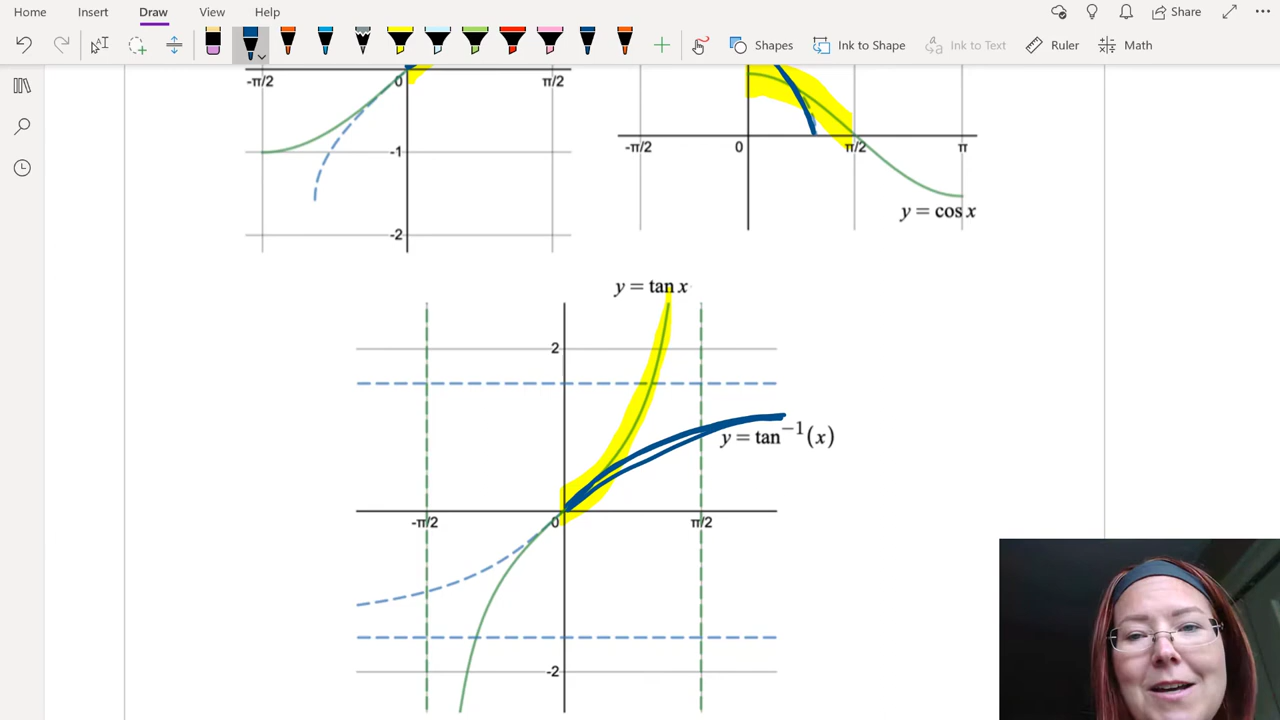 Home Insert Draw View Help Share
Shapes Ink to Shape Ink to Text Ruler Math
-π/2 0 π/2
-1
-2
-π/2 0 π/2 π
y = cos x
y = tan x
2
y = tan⁻¹(x)
-π/2 0 π/2
-2